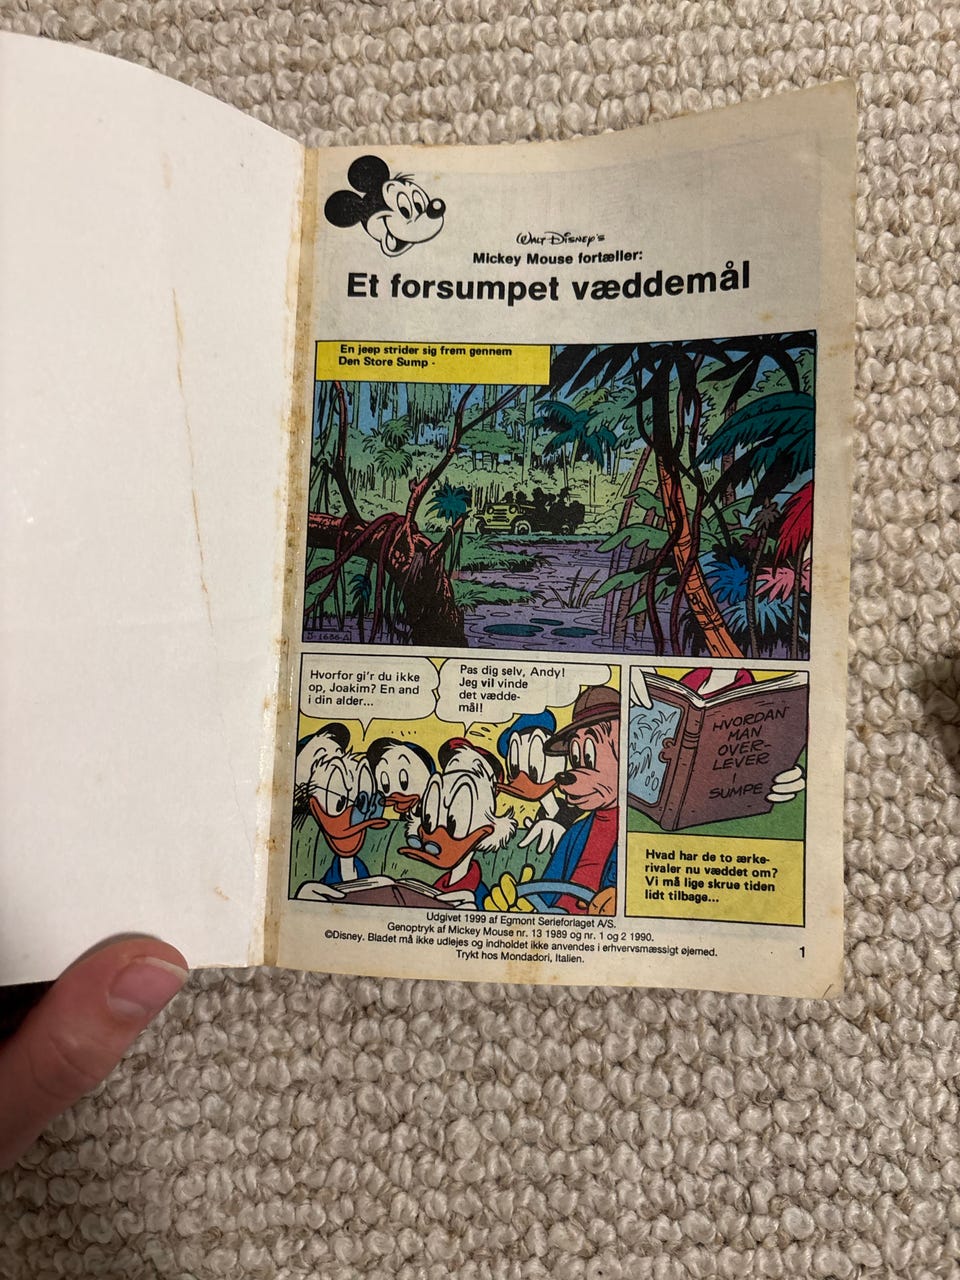 Walt Disney's
Mickey Mouse fortæller:
Et forsumpet væddemål
En jeep strider sig frem gennem
Den Store Sump -
Hvorfor gi'r du ikke
op, Joakim? En and
i din alder...
Pas dig selv, Andy!
Jeg vil vinde
det vædde-
mål!
HVORDAN
MAN
OVER-
LEVER
I
SUMPE
Hvad har de to ærke-
rivaler nu væddet om?
Vi må lige skrue tiden
lidt tilbage...
Udgivet 1999 af Egmont Serieforlaget A/S.
Genoptryk af Mickey Mouse nr. 13 1989 og nr. 1 og 2 1990.
©Disney. Bladet må ikke udlejes og indholdet ikke anvendes i erhvervsmæssigt øjemed.
Trykt hos Mondadori, Italien.
1